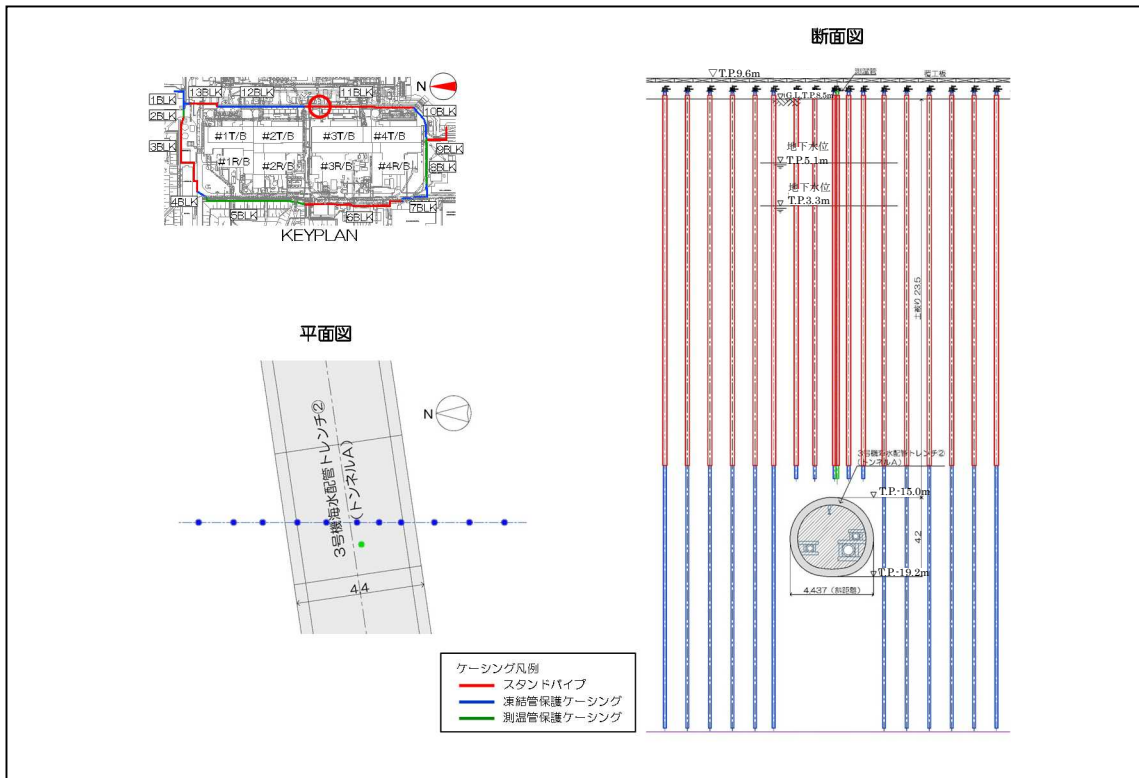 断面図
▽T.P.9.6m
測温管
覆工板
▽G.L.T.P.8.5m
地下水位
▽T.P.5.1m
地下水位
▽T.P.3.3m
土被り 23.5
3号機海水配管トレンチ②
(トンネルA)
▽T.P.-15.0m
4.2
▽T.P.-19.2m
4.437 (斜距離)
N
1BLK
13BLK
12BLK
11BLK
10BLK
2BLK
3BLK
#1T/B
#2T/B
#3T/B
#4T/B
9BLK
#1R/B
#2R/B
#3R/B
#4R/B
8BLK
4BLK
5BLK
6BLK
7BLK
KEYPLAN
平面図
N
3号機海水配管トレンチ②
(トンネルA)
4.4
ケーシング凡例
スタンドパイプ
凍結管保護ケーシング
測温管保護ケーシング